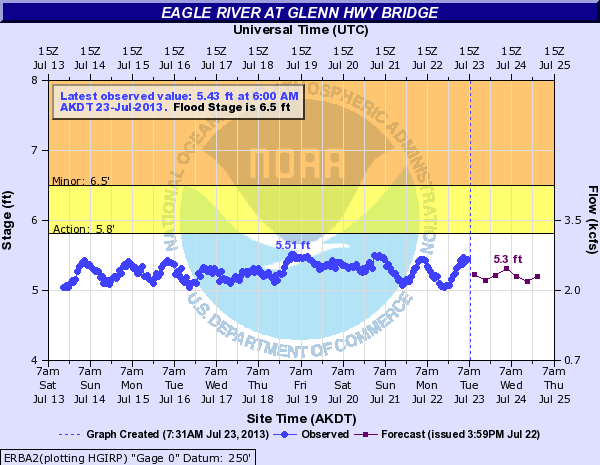 EAGLE RIVER AT GLENN HWY BRIDGE
Universal Time (UTC)
15Z 15Z 15Z 15Z 15Z 15Z 15Z 15Z 15Z 15Z 15Z 15Z 15Z
Jul 13 Jul 14 Jul 15 Jul 16 Jul 17 Jul 18 Jul 19 Jul 20 Jul 21 Jul 22 Jul 23 Jul 24 Jul 25
Latest observed value: 5.43 ft at 6:00 AM
AKDT 23-Jul-2013. Flood Stage is 6.5 ft
NATIONAL OCEANIC AND ATMOSPHERIC ADMINISTRATION
NOAA
U.S. DEPARTMENT OF COMMERCE
Minor: 6.5'
Action: 5.8'
5.51 ft
5.3 ft
Stage (ft)
8
7
6
5
4
Flow (kcfs)
3.5
2.0
0.7
7am 7am 7am 7am 7am 7am 7am 7am 7am 7am 7am 7am 7am
Sat Sun Mon Tue Wed Thu Fri Sat Sun Mon Tue Wed Thu
Jul 13 Jul 14 Jul 15 Jul 16 Jul 17 Jul 18 Jul 19 Jul 20 Jul 21 Jul 22 Jul 23 Jul 24 Jul 25
Site Time (AKDT)
Graph Created (7:31AM Jul 23, 2013) Observed Forecast (issued 3:59PM Jul 22)
ERBA2(plotting HGIRP) "Gage 0" Datum: 250'